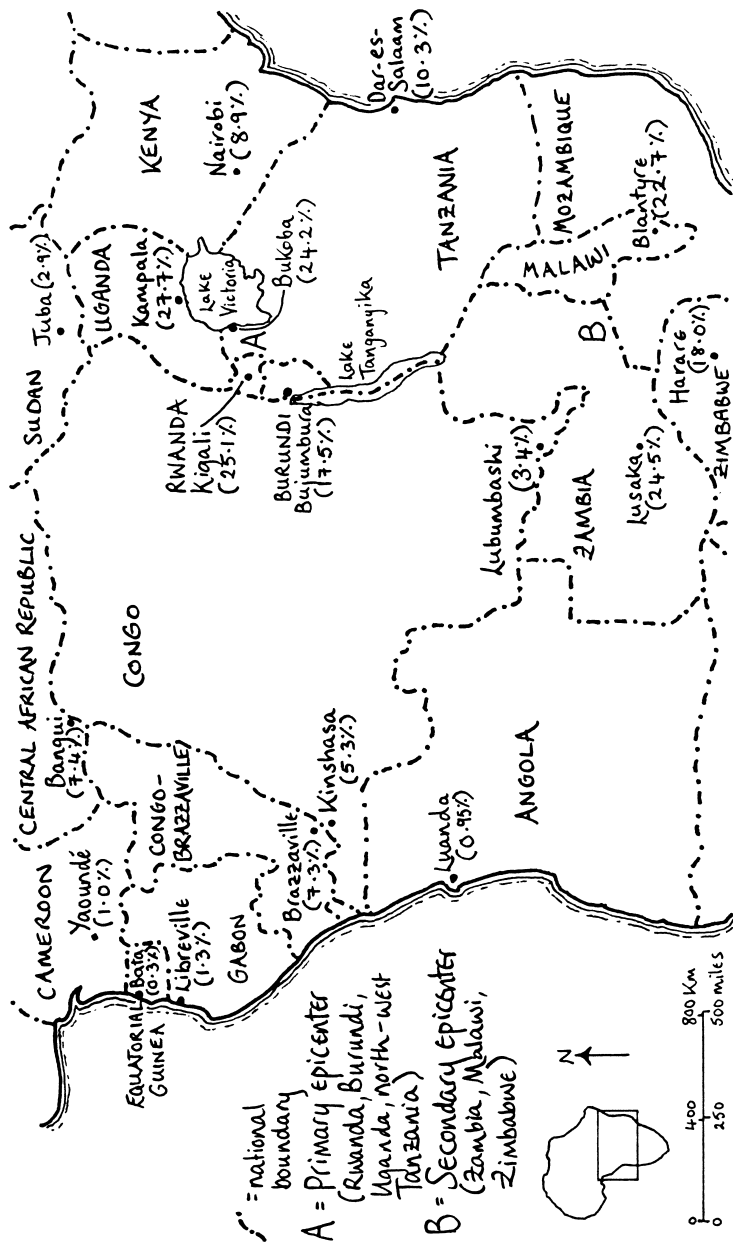 CAMEROON
CENTRAL AFRICAN REPUBLIC
SUDAN
Juba (2.9%)
Yaoundé
(1.0%)
Bangui
(7.4%)
UGANDA
Kampala
(27.7%)
KENYA
Nairobi
(8.9%)
EQUATORIAL
GUINEA
Bata
(0.3%)
Libreville
(1.3%)
GABON
CONGO-
BRAZZAVILLE
CONGO
RWANDA
Kigali
(25.1%)
A
Lake
Victoria
Bukoba
(24.2%)
BURUNDI
Bujumbura
(17.5%)
Brazzaville
(7.3%)
Kinshasa
(5.3%)
Lake
Tanganyika
TANZANIA
Dar-es-
Salaam
(10.3%)
Luanda
(0.95%)
ANGOLA
Lubumbashi
(3.4%)
ZAMBIA
Lusaka
(24.5%)
MALAWI
MOZAMBIQUE
B
Blantyre
(22.7%)
Harare
(18.0%)
ZIMBABWE
= national
boundary
A = Primary epicenter
(Rwanda, Burundi,
Uganda, north-west
Tanzania)
B = Secondary epicenter
(Zambia, Malawi,
Zimbabwe)
N
0 400 800 Km
0 250 500 miles